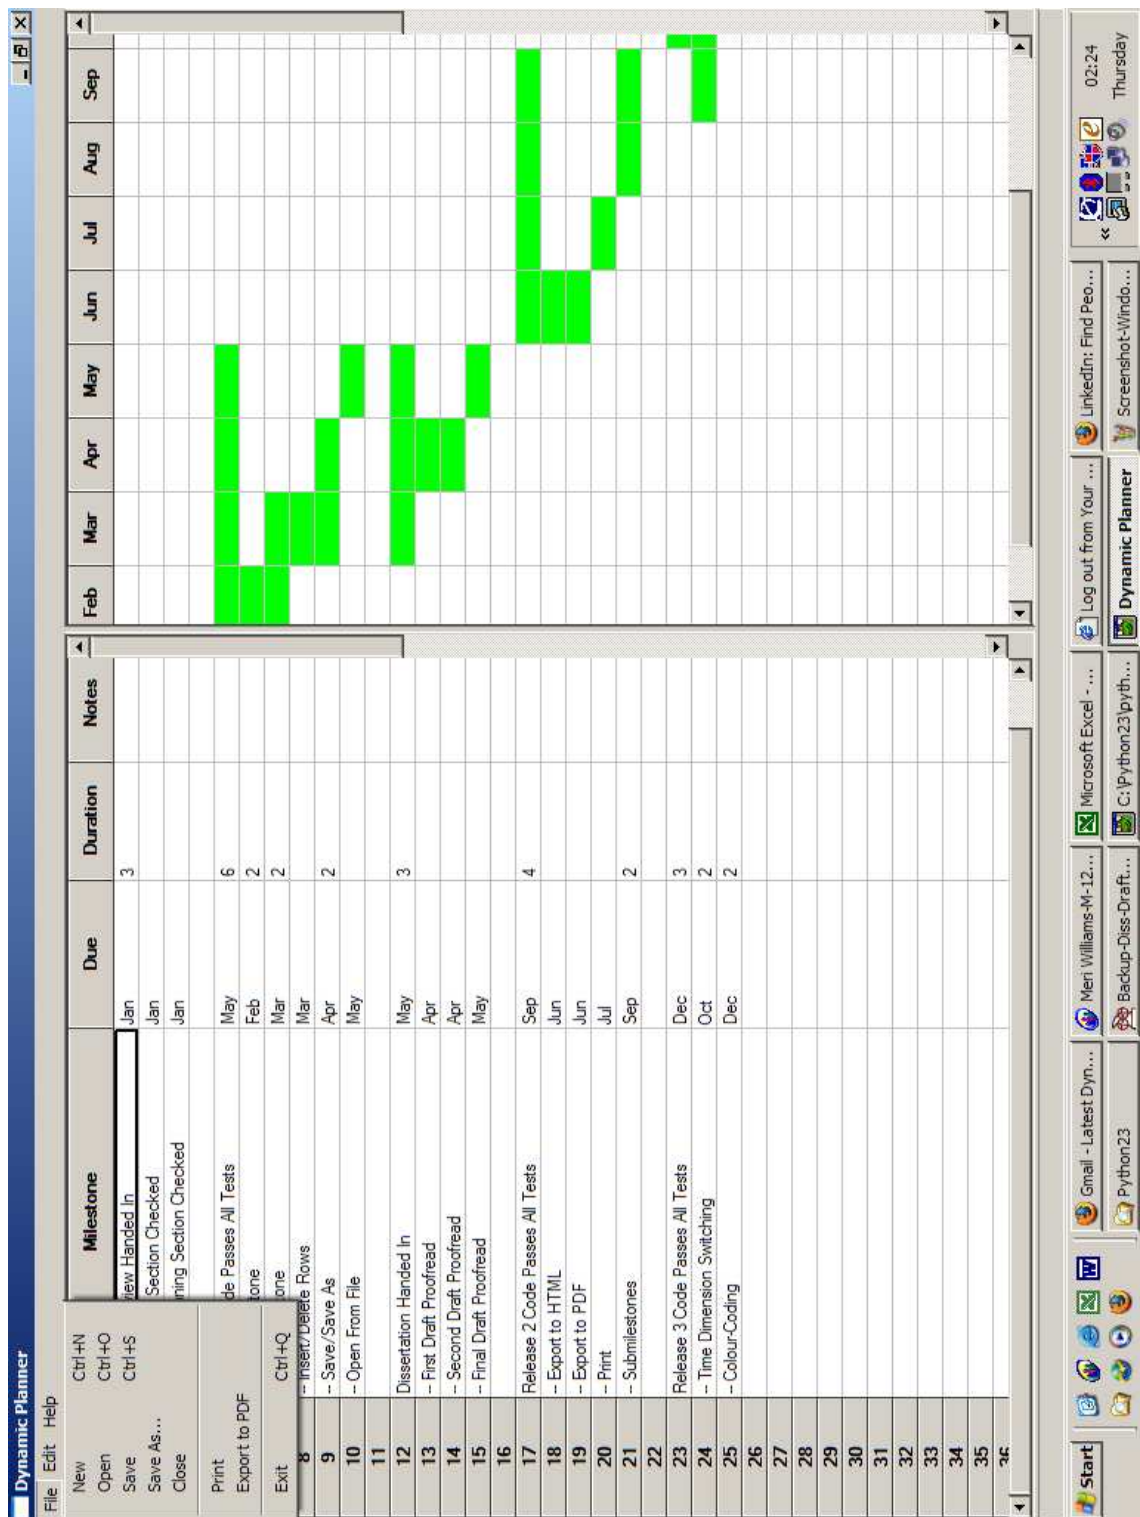 Dynamic Planner
File Edit Help
New Ctrl+N
Open Ctrl+O
Save Ctrl+S
Save As...
Close
Print
Export to PDF
Exit Ctrl+Q
Milestone Due Duration Notes
view Handed In Jan 3
Section Checked Jan
ning Section Checked Jan
de Passes All Tests May 6
tone Feb 2
one Mar 2
8 -- Insert/Delete Rows Mar
9 -- Save/Save As Apr 2
10 -- Open From File May
11
12 Dissertation Handed In May 3
13 -- First Draft Proofread Apr
14 -- Second Draft Proofread Apr
15 -- Final Draft Proofread May
16
17 Release 2 Code Passes All Tests Sep 4
18 -- Export to HTML Jun
19 -- Export to PDF Jun
20 -- Print Jul
21 -- Submilestones Sep 2
22
23 Release 3 Code Passes All Tests Dec 3
24 -- Time Dimension Switching Oct 2
25 -- Colour-Coding Dec 2
26
27
28
29
30
31
32
33
34
35
36
Feb Mar Apr May Jun Jul Aug Sep
Start
Gmail - Latest Dyn... Meri Williams-M-12... Microsoft Excel - ... Log out from Your ... LinkedIn: Find Peo... 02:24
Python23 Backup-Diss-Draft... C:\Python23\pyth... Dynamic Planner Screenshot-Windo... Thursday